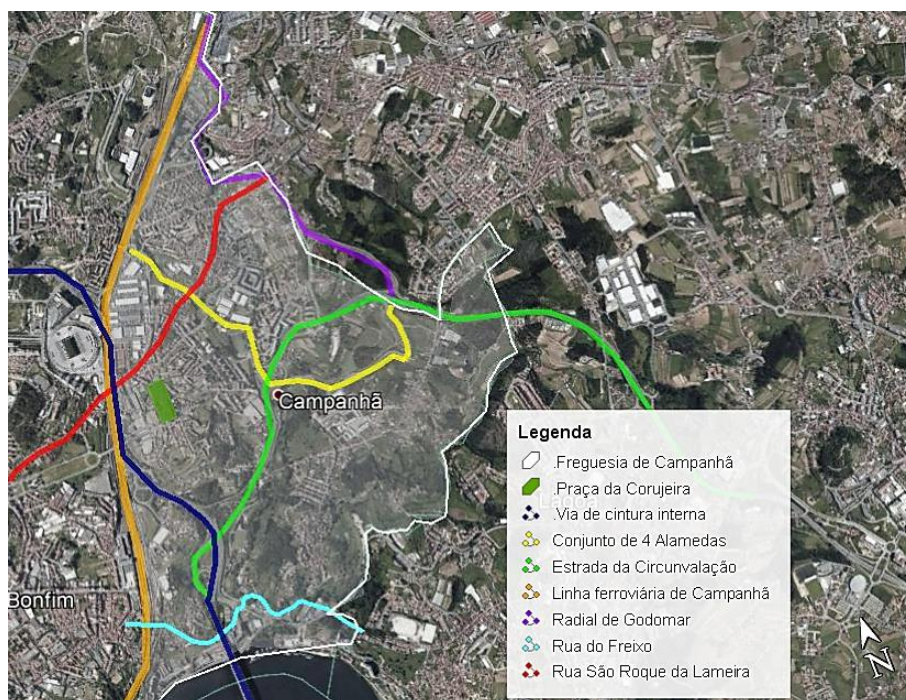 Campanhã
Bonfim
Legenda
.Freguesia de Campanhã
.Praça da Corujeira
.Via de cintura interna
Conjunto de 4 Alamedas
Estrada da Circunvalação
Linha ferroviária de Campanhã
Radial de Godomar
Rua do Freixo
Rua São Roque da Lameira
Lagoa
N